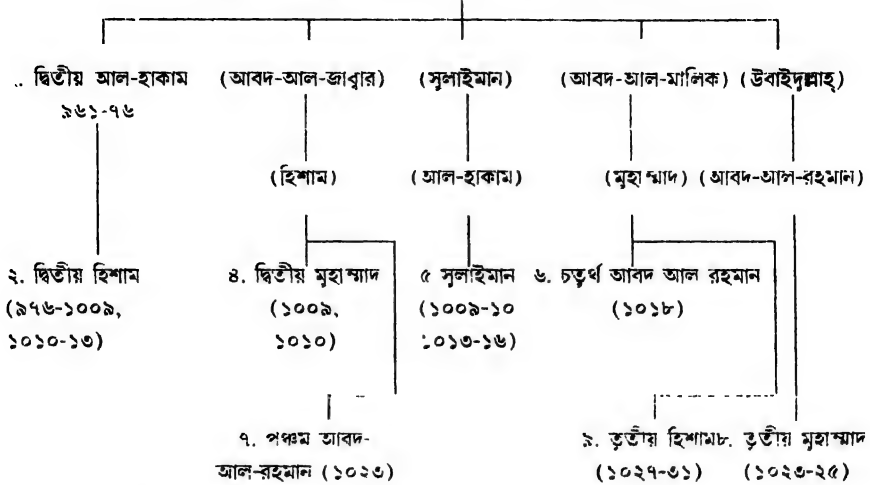 .. দ্বিতীয় আল-হাকাম (আবদ-আল-জাব্বার) (সুলাইমান) (আবদ-আল-মালিক) (উবাইদুল্লাহ্)
৯৬১-৭৬
(হিশাম) (আল-হাকাম) (মুহাম্মাদ) (আবদ-আল-রহমান)
২. দ্বিতীয় হিশাম ৪. দ্বিতীয় মুহাম্মাদ ৫ সুলাইমান ৬. চতুর্থ আবদ আল রহমান
(৯৭৬-১০০৯, (১০০৯, (১০০৯-১০ (১০১৮)
১০১০-১৩) ১০১০) ১০১৩-১৬)
৭. পঞ্চম আবদ- ৯. তৃতীয় হিশাম ৮. তৃতীয় মুহাম্মাদ
আল-রহমান (১০২৩) (১০২৭-৩১) (১০২৩-২৫)